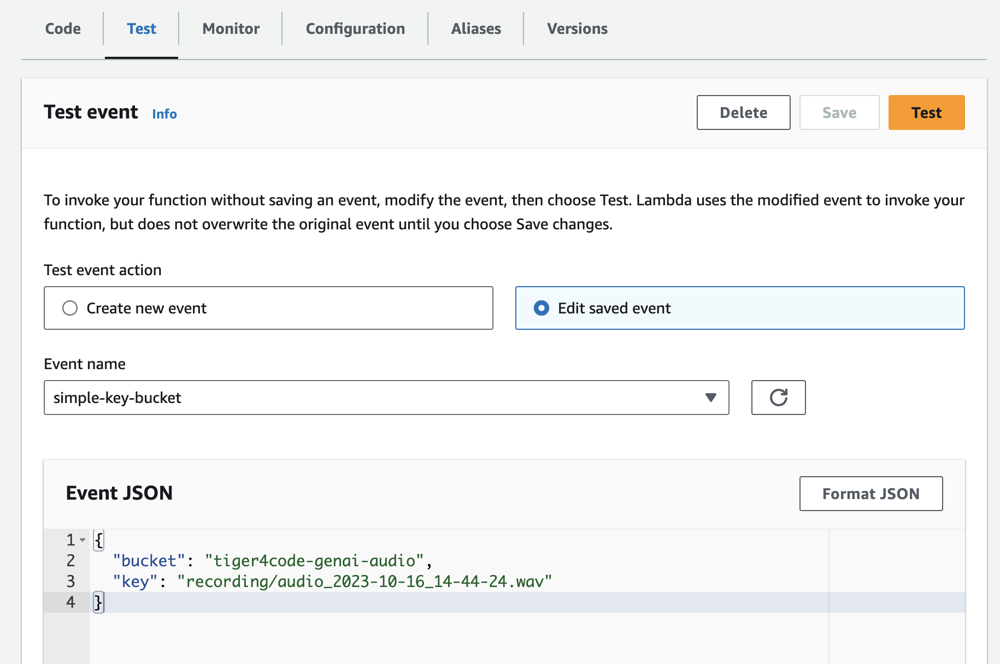 Code Test Monitor Configuration Aliases Versions
Test event Info Delete Save Test
To invoke your function without saving an event, modify the event, then choose Test. Lambda uses the modified event to invoke your
function, but does not overwrite the original event until you choose Save changes.
Test event action
Create new event Edit saved event
Event name
simple-key-bucket
Event JSON Format JSON
1 {
2 "bucket": "tiger4code-genai-audio",
3 "key": "recording/audio_2023-10-16_14-44-24.wav"
4 }